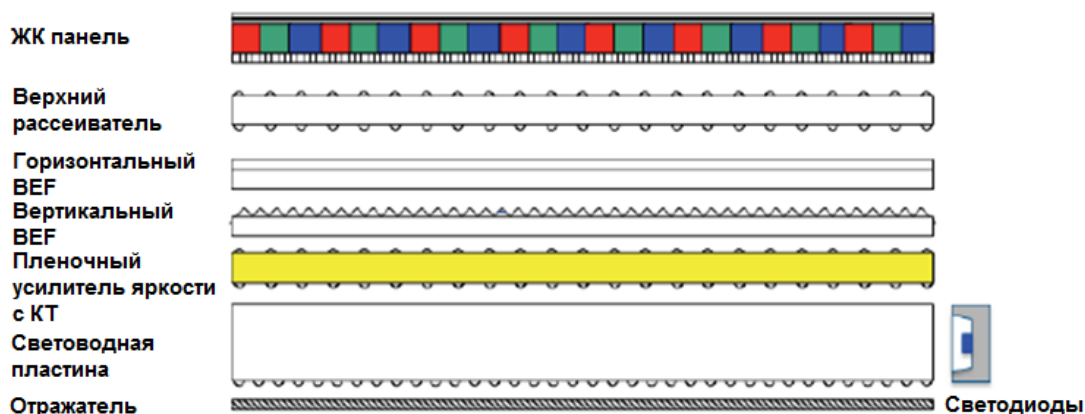 ЖК панель
Верхний
рассеиватель
Горизонтальный
BEF
Вертикальный
BEF
Пленочный
усилитель яркости
с КТ
Световодная
пластина
Отражатель
Светодиоды